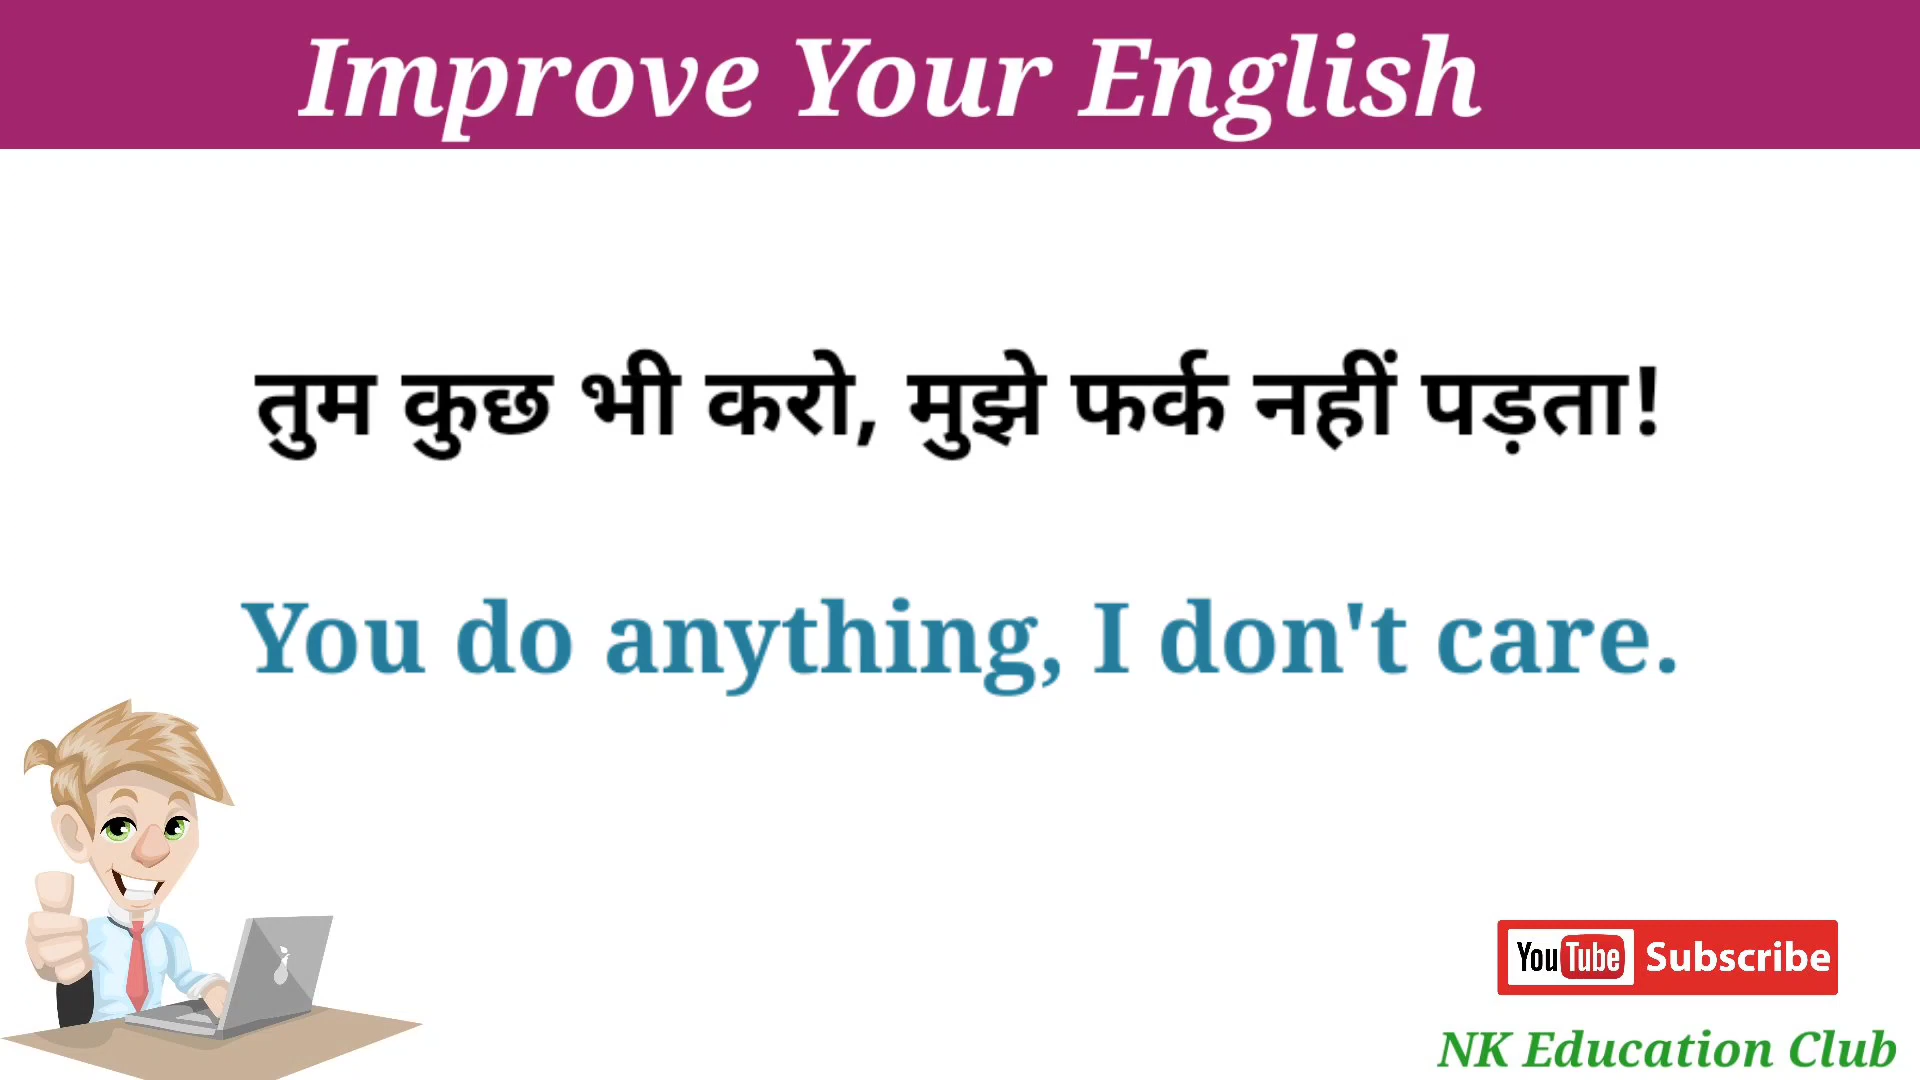 Improve Your English
तुम कुछ भी करो, मुझे फर्क नहीं पड़ता!
You do anything, I don't care.
YouTube Subscribe
NK Education Club